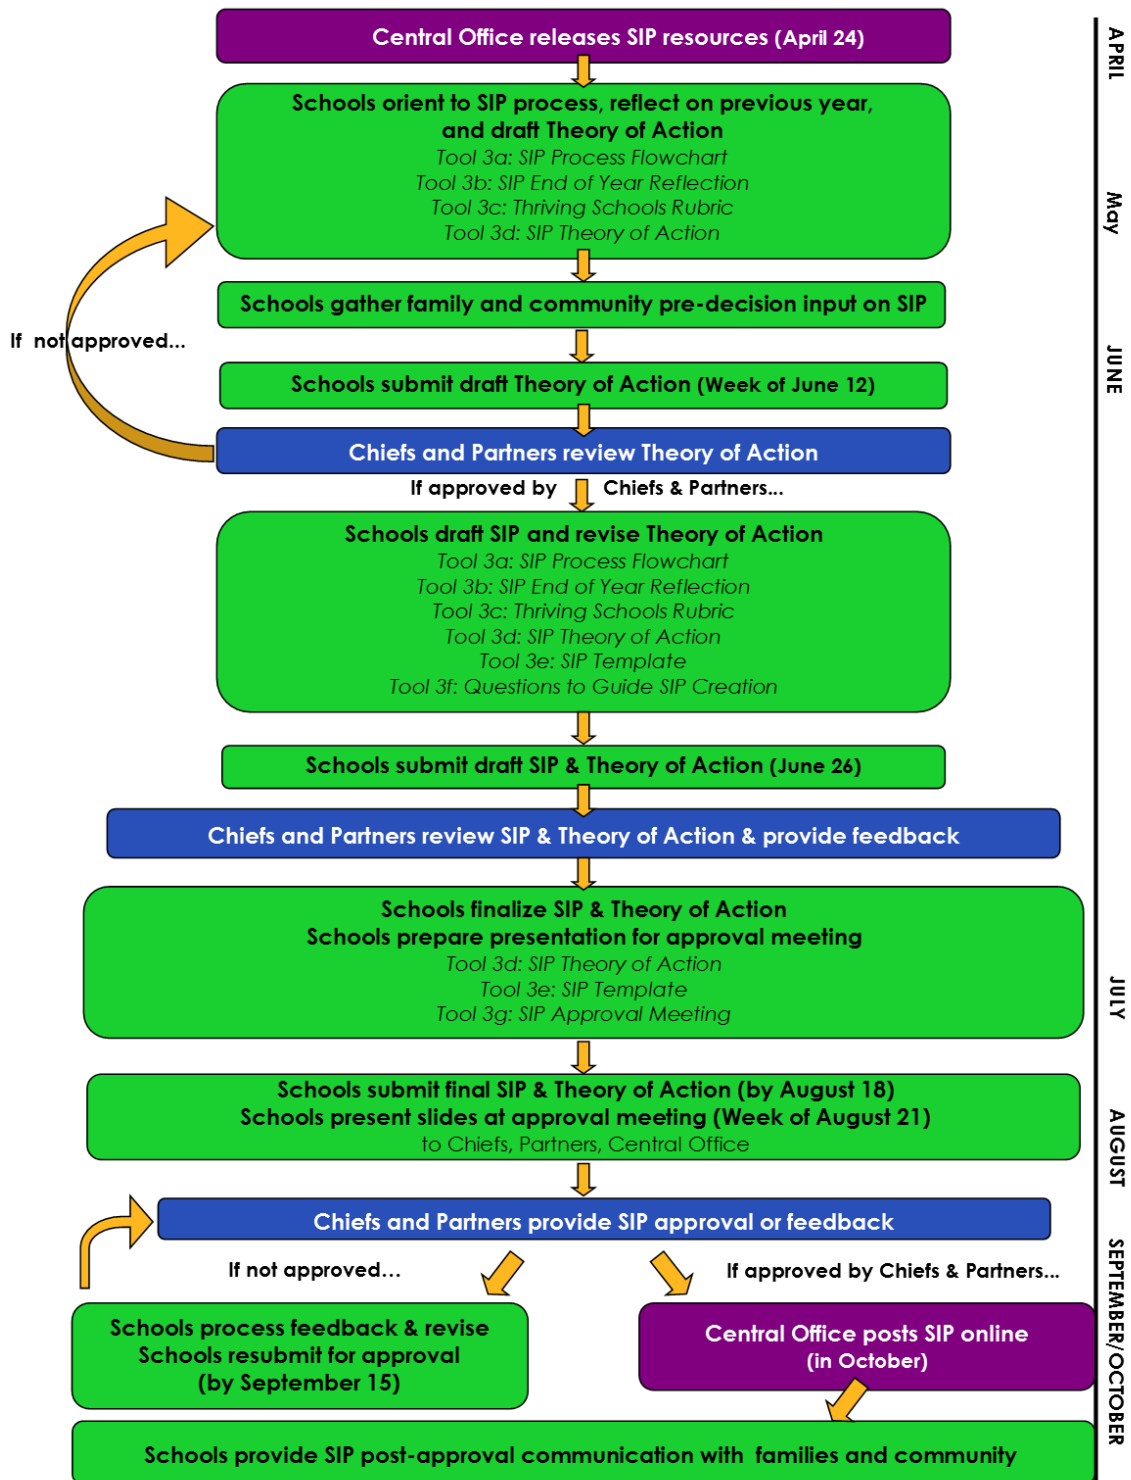 Central Office releases SIP resources (April 24)
Schools orient to SIP process, reflect on previous year,
and draft Theory of Action
Tool 3a: SIP Process Flowchart
Tool 3b: SIP End of Year Reflection
Tool 3c: Thriving Schools Rubric
Tool 3d: SIP Theory of Action
Schools gather family and community pre-decision input on SIP
If not approved...
Schools submit draft Theory of Action (Week of June 12)
Chiefs and Partners review Theory of Action
If approved by Chiefs & Partners...
Schools draft SIP and revise Theory of Action
Tool 3a: SIP Process Flowchart
Tool 3b: SIP End of Year Reflection
Tool 3c: Thriving Schools Rubric
Tool 3d: SIP Theory of Action
Tool 3e: SIP Template
Tool 3f: Questions to Guide SIP Creation
Schools submit draft SIP & Theory of Action (June 26)
Chiefs and Partners review SIP & Theory of Action & provide feedback
Schools finalize SIP & Theory of Action
Schools prepare presentation for approval meeting
Tool 3d: SIP Theory of Action
Tool 3e: SIP Template
Tool 3g: SIP Approval Meeting
Schools submit final SIP & Theory of Action (by August 18)
Schools present slides at approval meeting (Week of August 21)
to Chiefs, Partners, Central Office
Chiefs and Partners provide SIP approval or feedback
If not approved...
If approved by Chiefs & Partners...
Schools process feedback & revise
Schools resubmit for approval
(by September 15)
Central Office posts SIP online
(in October)
Schools provide SIP post-approval communication with families and community
APRIL
May
JUNE
JULY
AUGUST
SEPTEMBER/OCTOBER